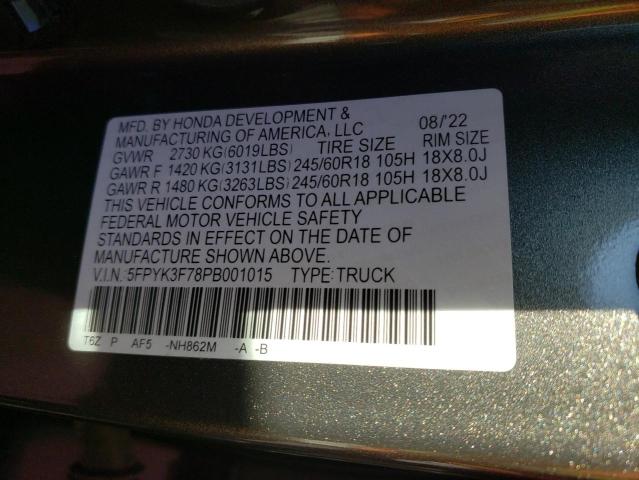 MFD. BY HONDA DEVELOPMENT & 08/'22
MANUFACTURING OF AMERICA, LLC
GVWR 2730 KG(6019LBS) TIRE SIZE RIM SIZE
GAWR F 1420 KG(3131LBS) 245/60R18 105H 18X8.0J
GAWR R 1480 KG(3263LBS) 245/60R18 105H 18X8.0J
THIS VEHICLE CONFORMS TO ALL APPLICABLE
FEDERAL MOTOR VEHICLE SAFETY
STANDARDS IN EFFECT ON THE DATE OF
MANUFACTURE SHOWN ABOVE.
V.I.N.: 5FPYK3F78PB001015 TYPE: TRUCK
T6Z P AF5 -NH862M -A -B